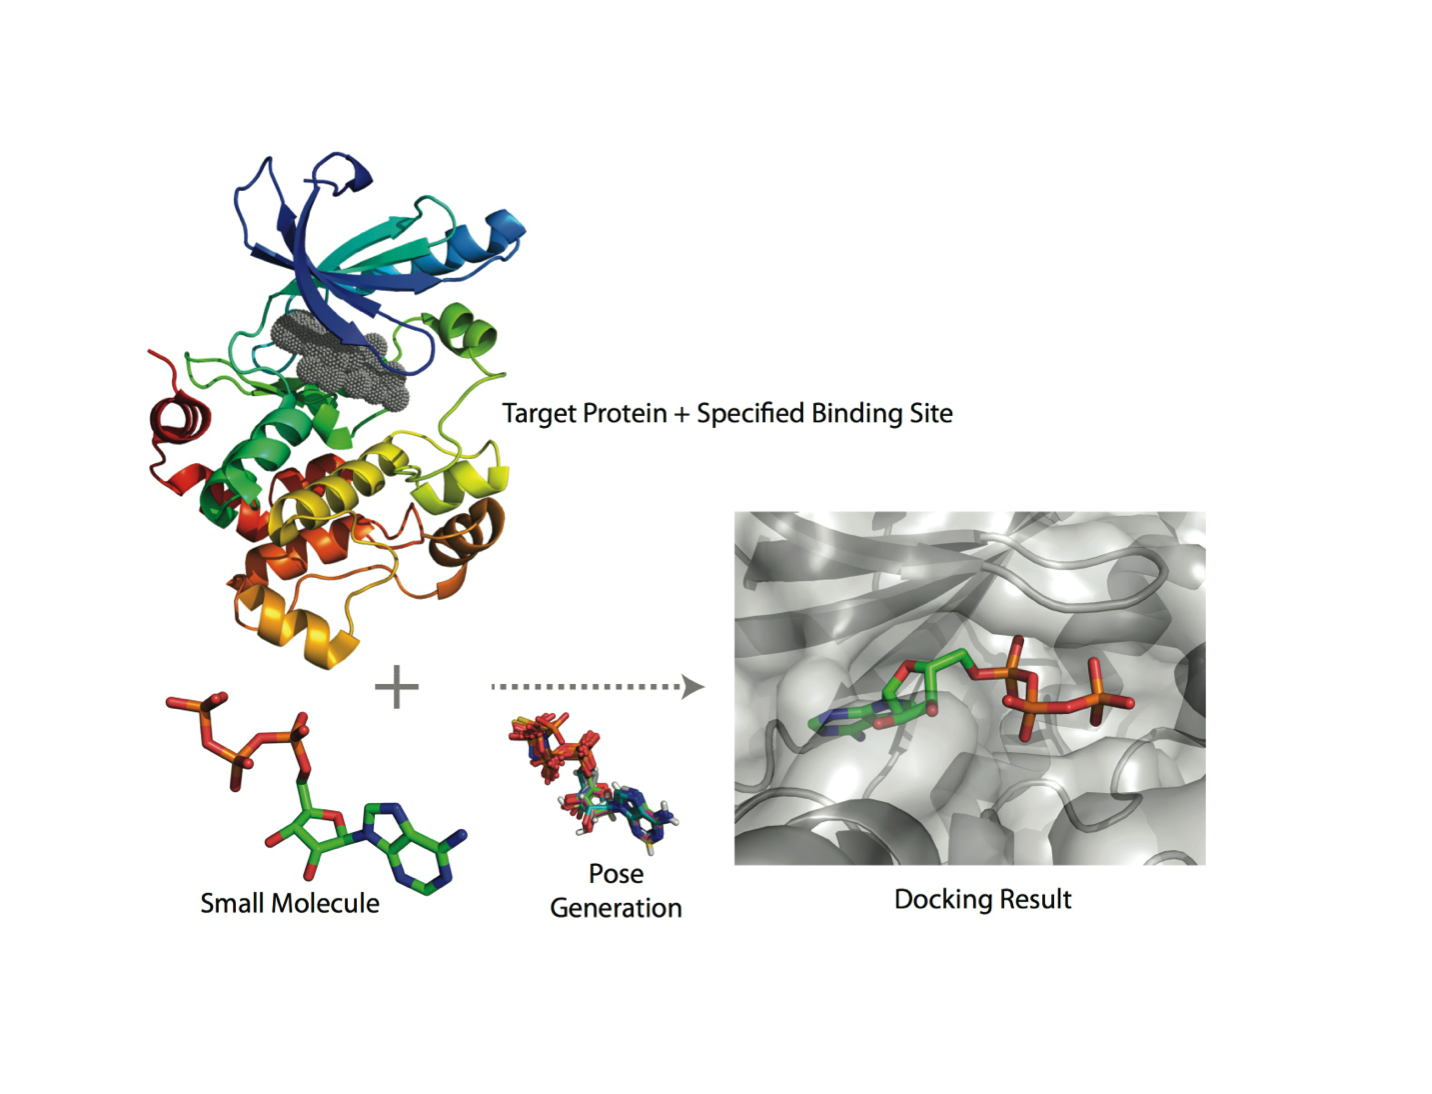 Target Protein + Specified Binding Site
Small Molecule
Pose
Generation
Docking Result